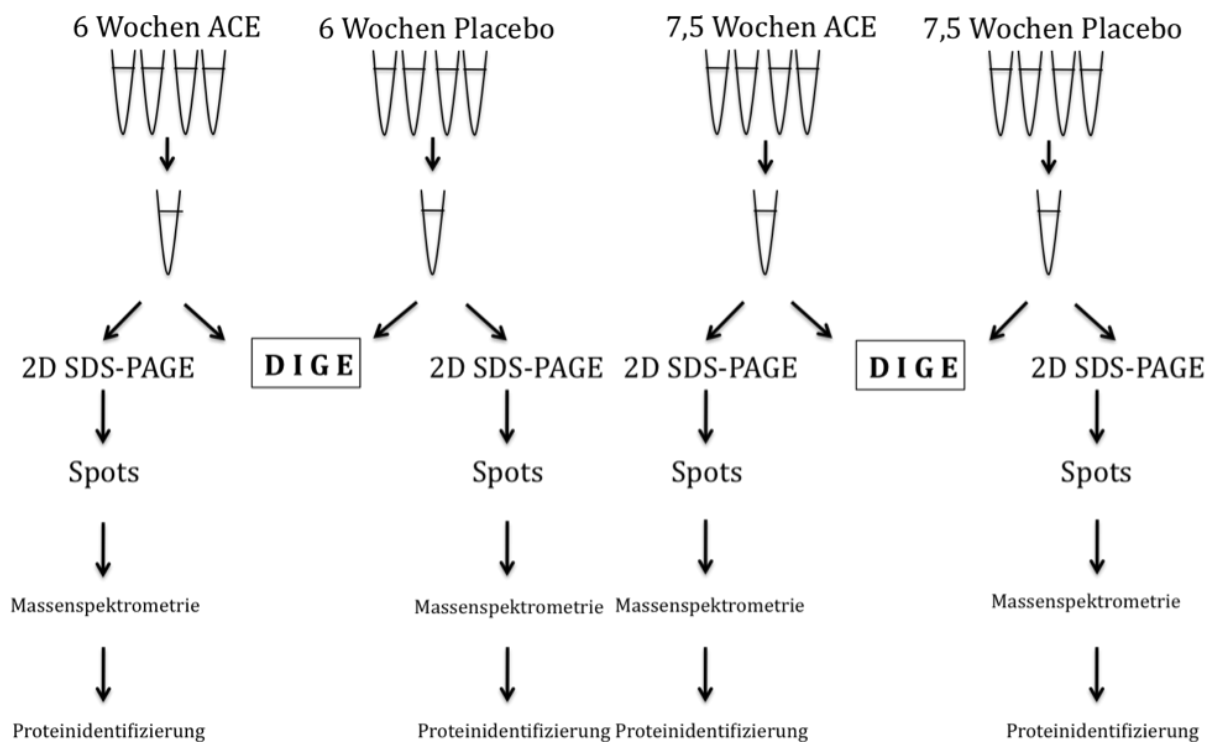 6 Wochen ACE 6 Wochen Placebo 7,5 Wochen ACE 7,5 Wochen Placebo
2D SDS-PAGE DIGE 2D SDS-PAGE 2D SDS-PAGE DIGE 2D SDS-PAGE
Spots Spots Spots Spots
Massenspektrometrie Massenspektrometrie Massenspektrometrie Massenspektrometrie
Proteinidentifizierung Proteinidentifizierung Proteinidentifizierung Proteinidentifizierung